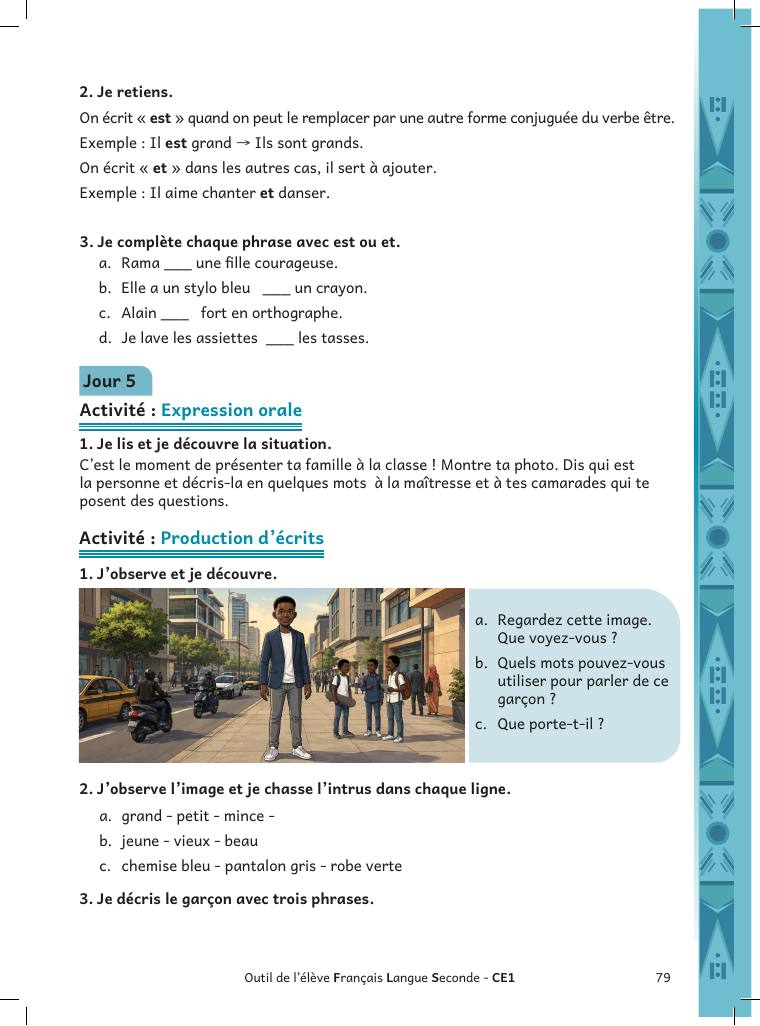 2. Je retiens.
On écrit « est » quand on peut le remplacer par une autre forme conjuguée du verbe être.
Exemple : Il est grand → Ils sont grands.
On écrit « et » dans les autres cas, il sert à ajouter.
Exemple : Il aime chanter et danser.
3. Je complète chaque phrase avec est ou et.
a. Rama ___ une fille courageuse.
b. Elle a un stylo bleu ___ un crayon.
c. Alain ___ fort en orthographe.
d. Je lave les assiettes ___ les tasses.
Jour 5
Activité : Expression orale
1. Je lis et je découvre la situation.
C’est le moment de présenter ta famille à la classe ! Montre ta photo. Dis qui est
la personne et décris-la en quelques mots à la maîtresse et à tes camarades qui te
posent des questions.
Activité : Production d’écrits
1. J’observe et je découvre.
a. Regardez cette image.
Que voyez-vous ?
b. Quels mots pouvez-vous
utiliser pour parler de ce
garçon ?
c. Que porte-t-il ?
2. J’observe l’image et je chasse l’intrus dans chaque ligne.
a. grand - petit - mince -
b. jeune - vieux - beau
c. chemise bleu - pantalon gris - robe verte
3. Je décris le garçon avec trois phrases.
Outil de l’élève Français Langue Seconde - CE1
79